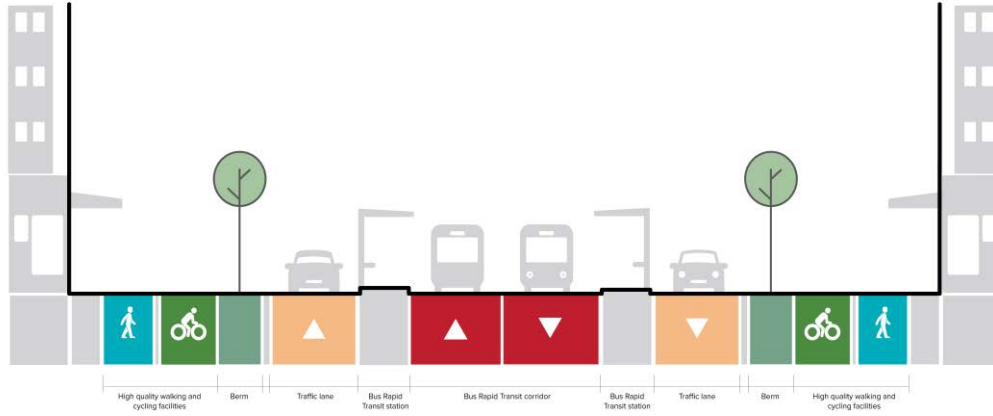 High quality walking and
cycling facilities
Berm
Traffic lane
Bus Rapid
Transit station
Bus Rapid Transit corridor
Bus Rapid
Transit station
Traffic lane
Berm
High quality walking and
cycling facilities